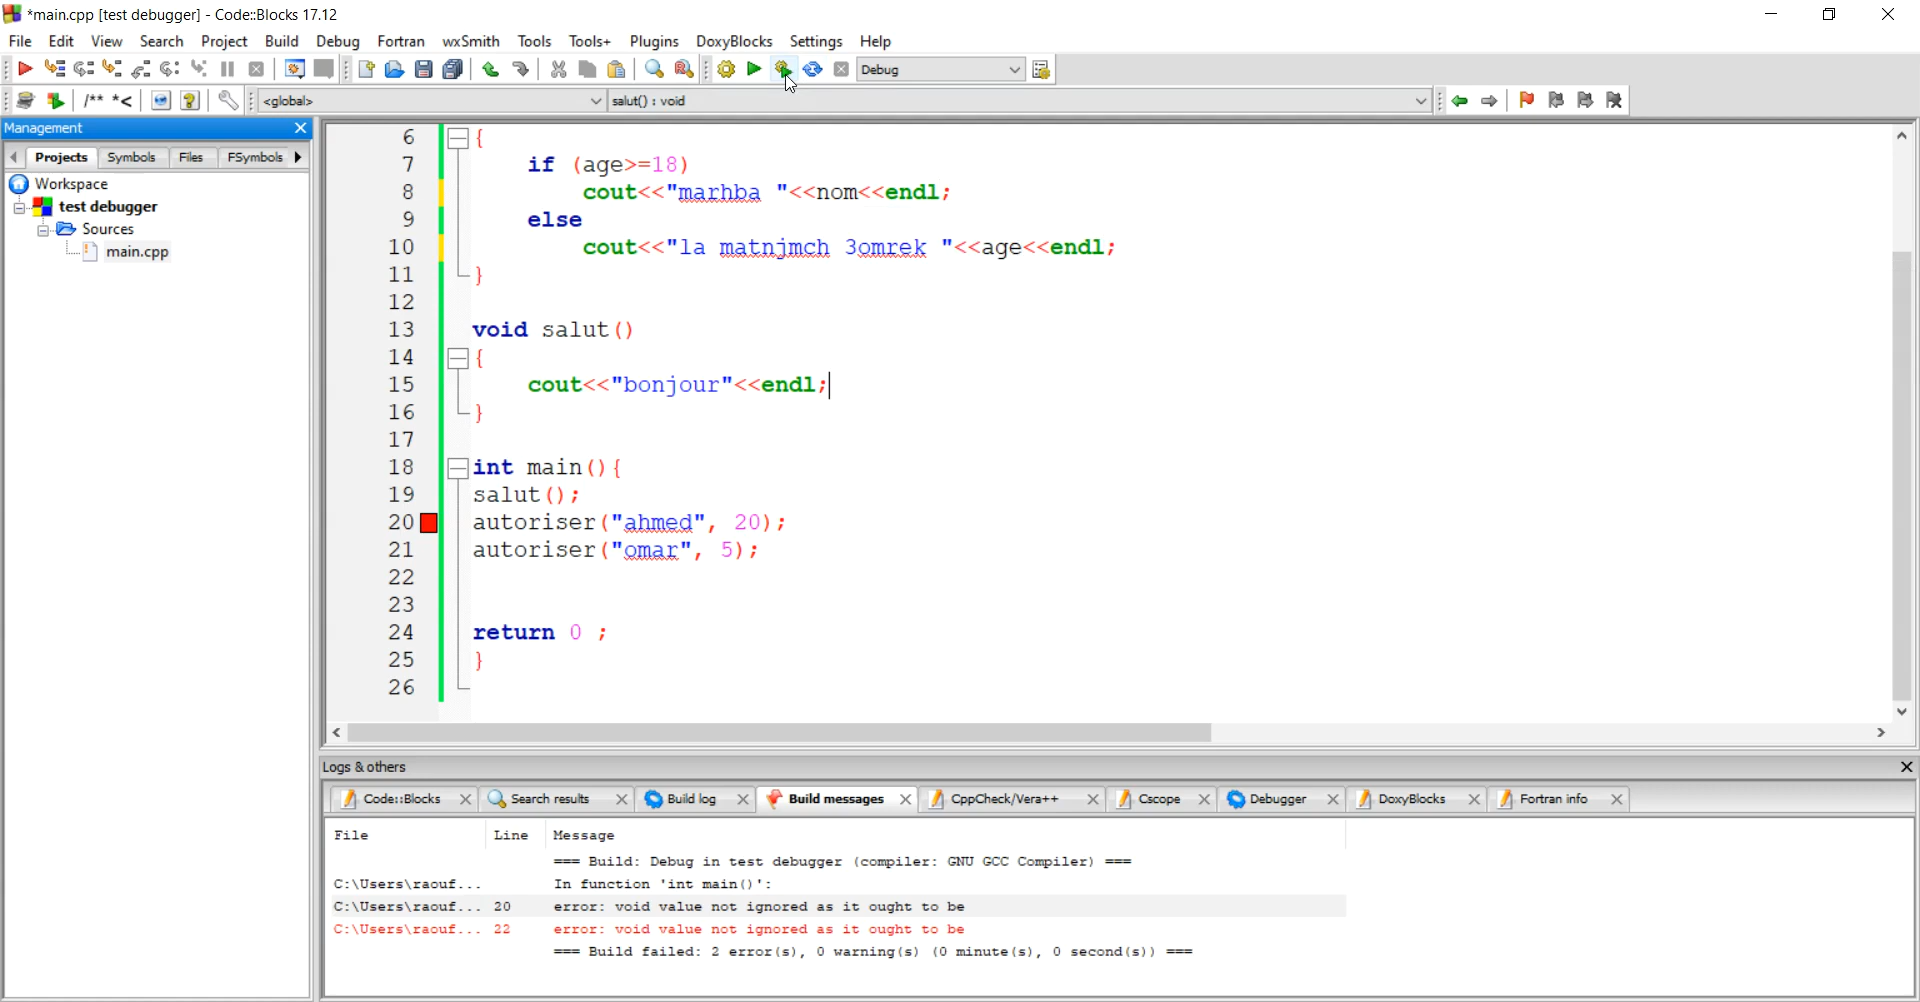 *main.cpp [test debugger] - Code::Blocks 17.12
File Edit View Search Project Build Debug Fortran wxSmith Tools Tools+ Plugins DoxyBlocks Settings Help
Debug
/** *<
<global>
salut() : void
Management
Projects Symbols Files FSymbols
Workspace
test debugger
Sources
main.cpp
6 {
7 if (age>=18)
8 cout<<"marhba "<<nom<<endl;
9 else
10 cout<<"la matnjmch 3omrek "<<age<<endl;
11 }
12
13 void salut()
14 {
15 cout<<"bonjour"<<endl;
16 }
17
18 int main(){
19 salut();
20 autoriser("ahmed", 20);
21 autoriser("omar", 5);
22
23
24 return 0 ;
25 }
26
Logs & others
Code::Blocks Search results Build log Build messages CppCheck/Vera++ Cscope Debugger DoxyBlocks Fortran info
File Line Message
=== Build: Debug in test debugger (compiler: GNU GCC Compiler) ===
C:\Users\raouf... In function 'int main()':
C:\Users\raouf... 20 error: void value not ignored as it ought to be
C:\Users\raouf... 22 error: void value not ignored as it ought to be
=== Build failed: 2 error(s), 0 warning(s) (0 minute(s), 0 second(s)) ===